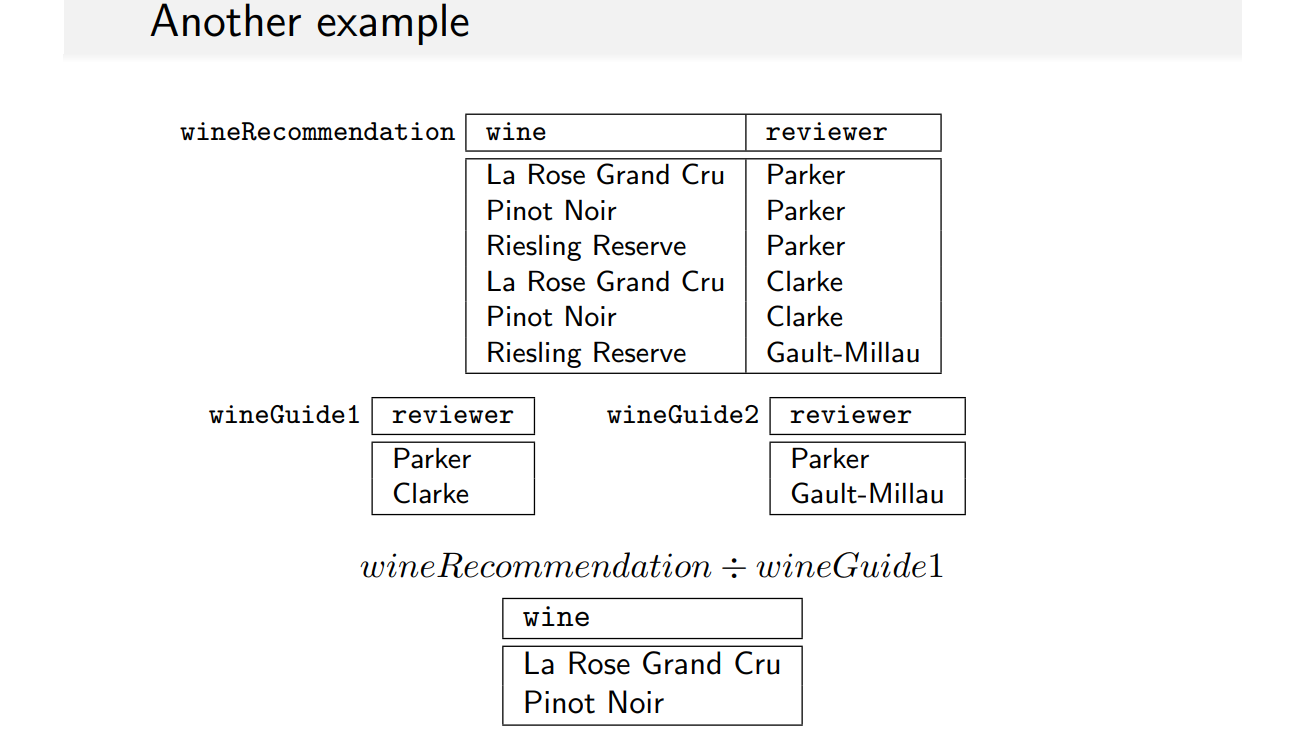 Another example
wineRecommendation wine reviewer
La Rose Grand Cru Parker
Pinot Noir Parker
Riesling Reserve Parker
La Rose Grand Cru Clarke
Pinot Noir Clarke
Riesling Reserve Gault-Millau
wineGuide1 reviewer wineGuide2 reviewer
Parker Parker
Clarke Gault-Millau
wineRecommendation ÷ wineGuide1
wine
La Rose Grand Cru
Pinot Noir